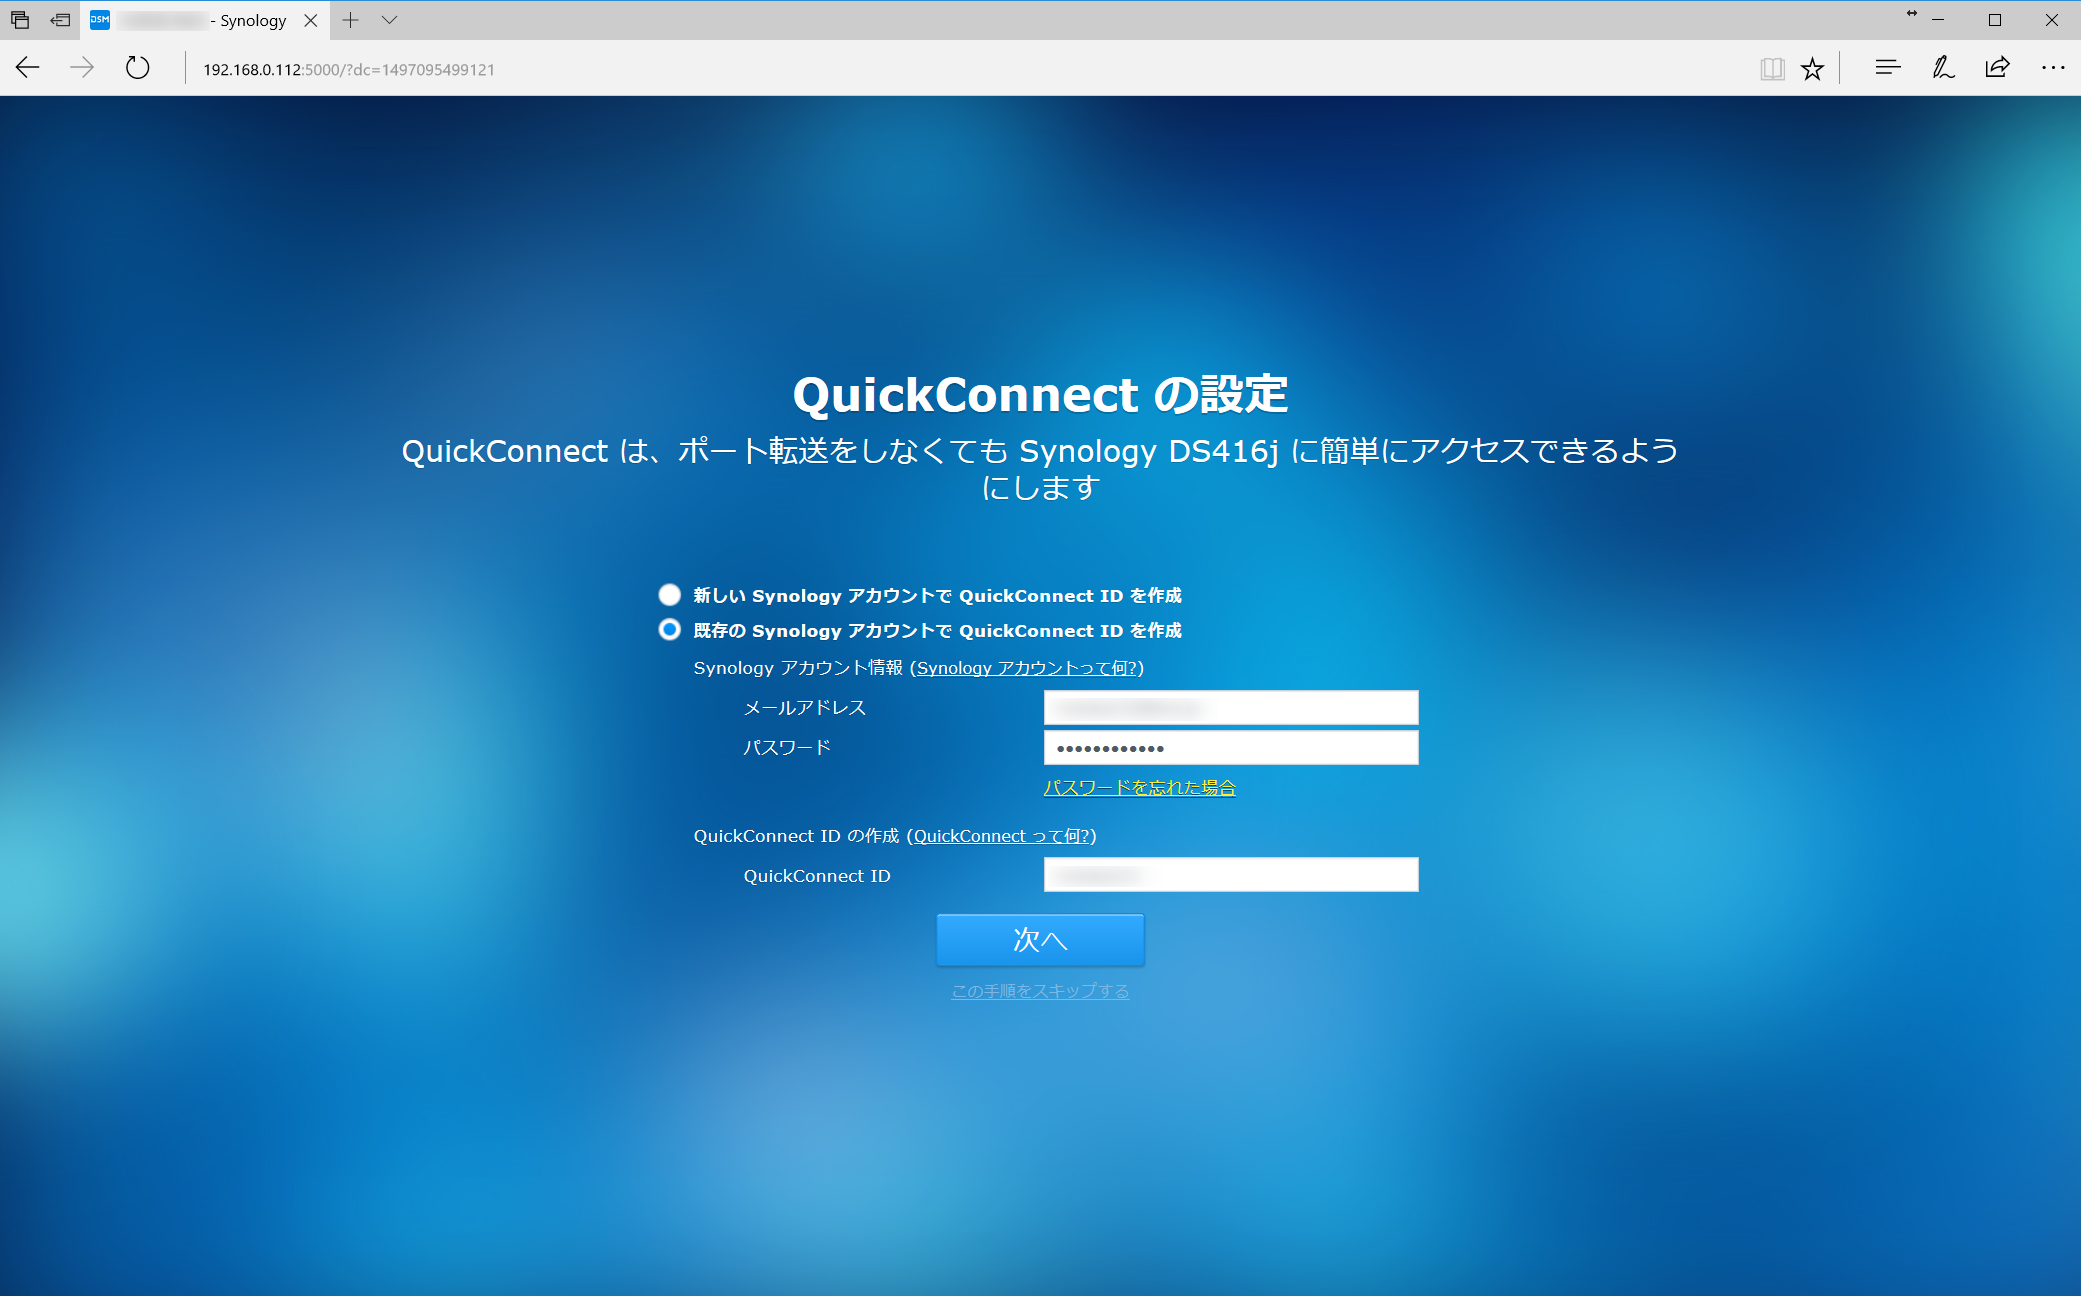 DSM - Synology
192.168.0.112:5000/?dc=1497095499121
QuickConnect の設定
QuickConnect は、ポート転送をしなくても Synology DS416j に簡単にアクセスできるよう
にします
新しい Synology アカウントで QuickConnect ID を作成
既存の Synology アカウントで QuickConnect ID を作成
Synology アカウント情報 (Synology アカウントって何?)
メールアドレス
パスワード ••••••••••••
パスワードを忘れた場合
QuickConnect ID の作成 (QuickConnect って何?)
QuickConnect ID
次へ
この手順をスキップする